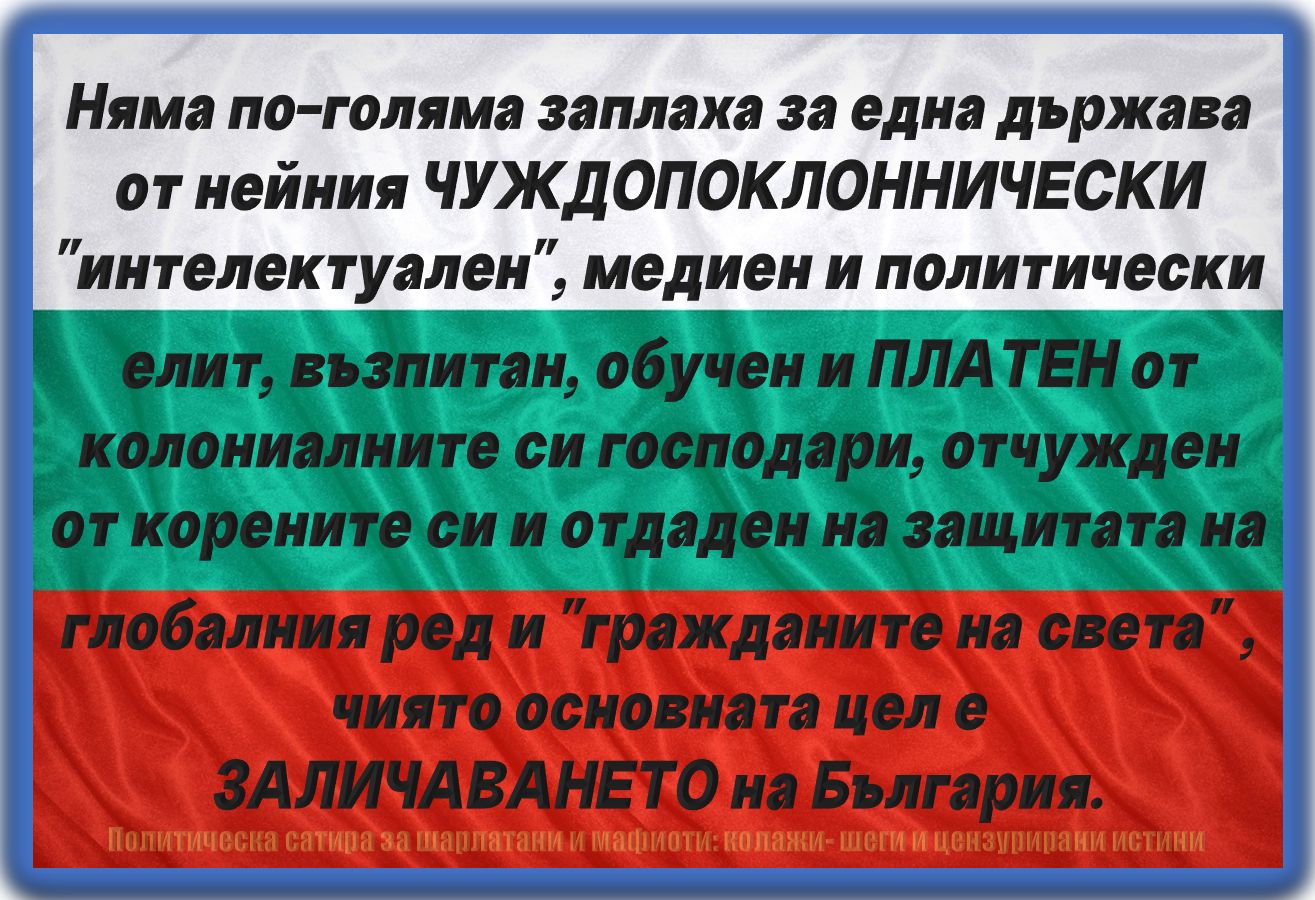 Няма по-голяма заплаха за една държава
от нейния ЧУЖДОПОКЛОННИЧЕСКИ
"интелектуален", медиен и политически
елит, възпитан, обучен и ПЛАТЕН от
колониалните си господари, отчужден
от корените си и отдаден на защитата на
глобалния ред и "гражданите на света" ,
чиято основната цел е
ЗАЛИЧАВАНЕТО на България.
Политическа сатира за шарлатани и мафиоти: колажи- шеги и цензурирани истини